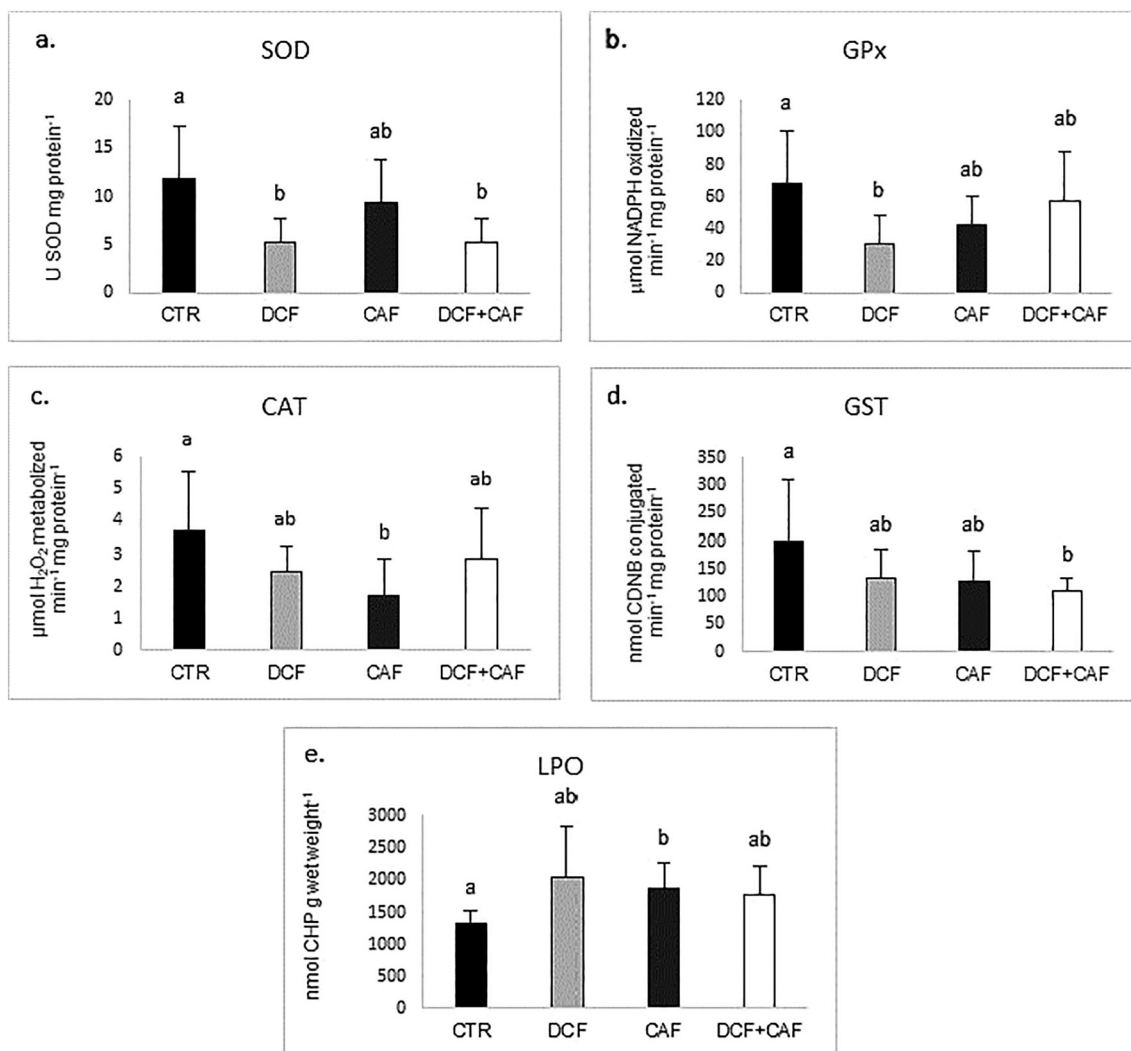 a.
SOD
U SOD mg protein⁻¹
20
15
10
5
0
a
b
ab
b
CTR DCF CAF DCF+CAF
b.
GPx
µmol NADPH oxidized
min⁻¹ mg protein⁻¹
120
100
80
60
40
20
0
a
b
ab
ab
CTR DCF CAF DCF+CAF
c.
CAT
µmol H₂O₂ metabolized
min⁻¹ mg protein⁻¹
6
5
4
3
2
1
0
a
ab
b
ab
CTR DCF CAF DCF+CAF
d.
GST
nmol CDNB conjugated
min⁻¹ mg protein⁻¹
350
300
250
200
150
100
50
0
a
ab
ab
b
CTR DCF CAF DCF+CAF
e.
LPO
nmol CHP g wet weight⁻¹
3000
2500
2000
1500
1000
500
0
a
ab
b
ab
CTR DCF CAF DCF+CAF